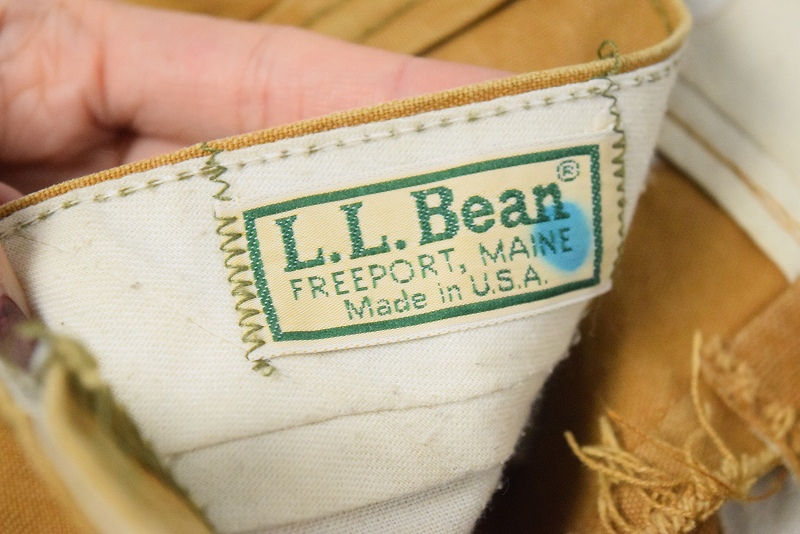 L.L. Bean®
FREEPORT, MAINE
Made in U.S.A.